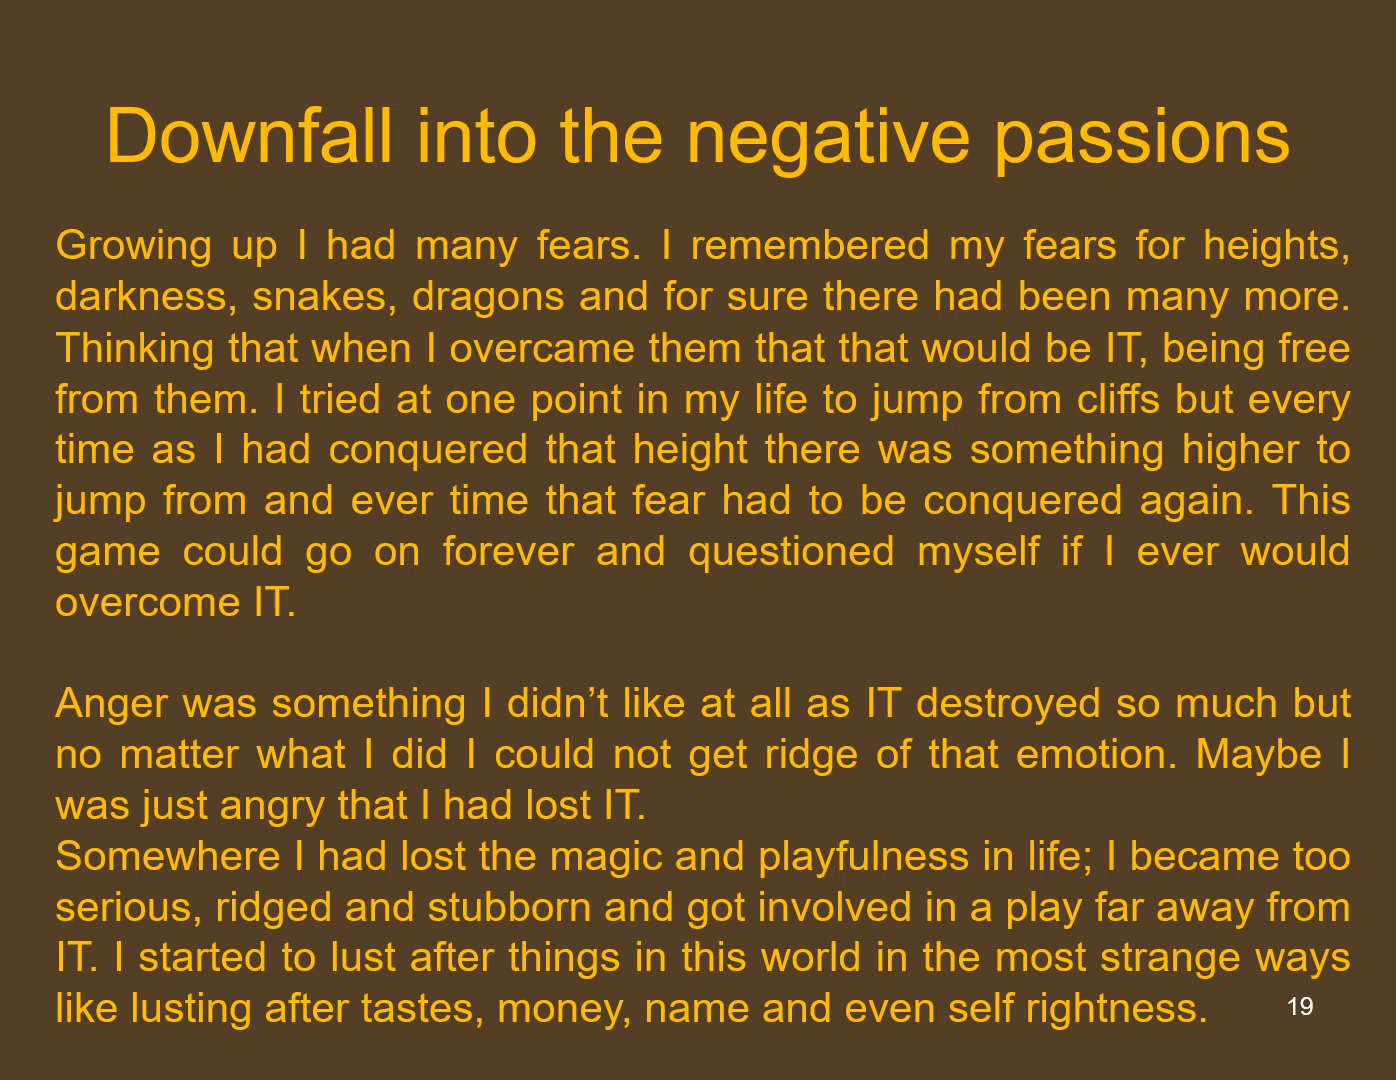 Downfall into the negative passions
Growing up I had many fears. I remembered my fears for heights,
darkness, snakes, dragons and for sure there had been many more.
Thinking that when I overcame them that that would be IT, being free
from them. I tried at one point in my life to jump from cliffs but every
time as I had conquered that height there was something higher to
jump from and ever time that fear had to be conquered again. This
game could go on forever and questioned myself if I ever would
overcome IT.
Anger was something I didn’t like at all as IT destroyed so much but
no matter what I did I could not get ridge of that emotion. Maybe I
was just angry that I had lost IT.
Somewhere I had lost the magic and playfulness in life; I became too
serious, ridged and stubborn and got involved in a play far away from
IT. I started to lust after things in this world in the most strange ways
like lusting after tastes, money, name and even self rightness.
19